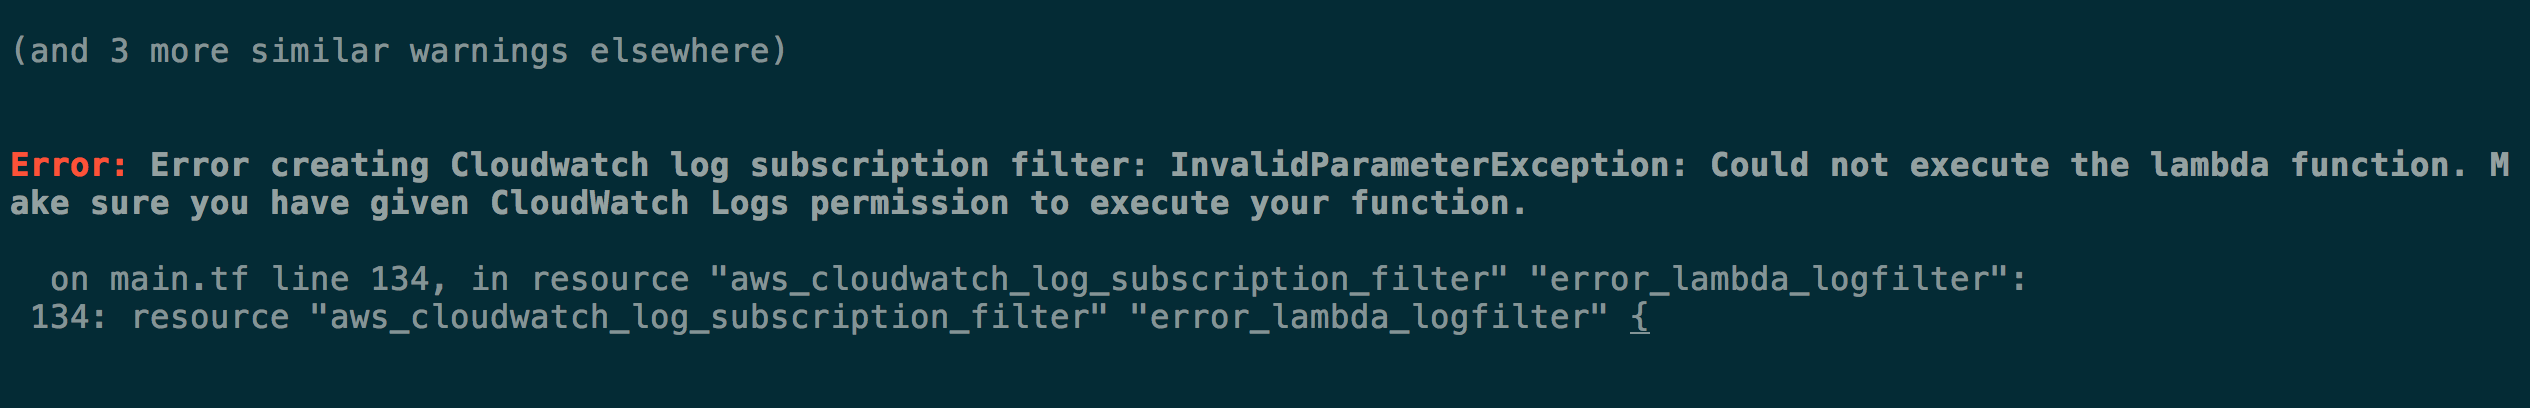 (and 3 more similar warnings elsewhere)
Error: Error creating Cloudwatch log subscription filter: InvalidParameterException: Could not execute the lambda function. M
ake sure you have given CloudWatch Logs permission to execute your function.
on main.tf line 134, in resource "aws_cloudwatch_log_subscription_filter" "error_lambda_logfilter":
134: resource "aws_cloudwatch_log_subscription_filter" "error_lambda_logfilter" {